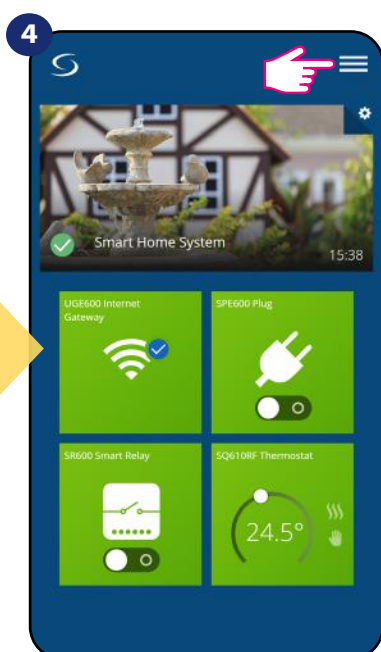 4
Smart Home System
15:38
UGE600 Internet
Gateway
SPE600 Plug
SR600 Smart Relay
SQ610RF Thermostat
24.5°